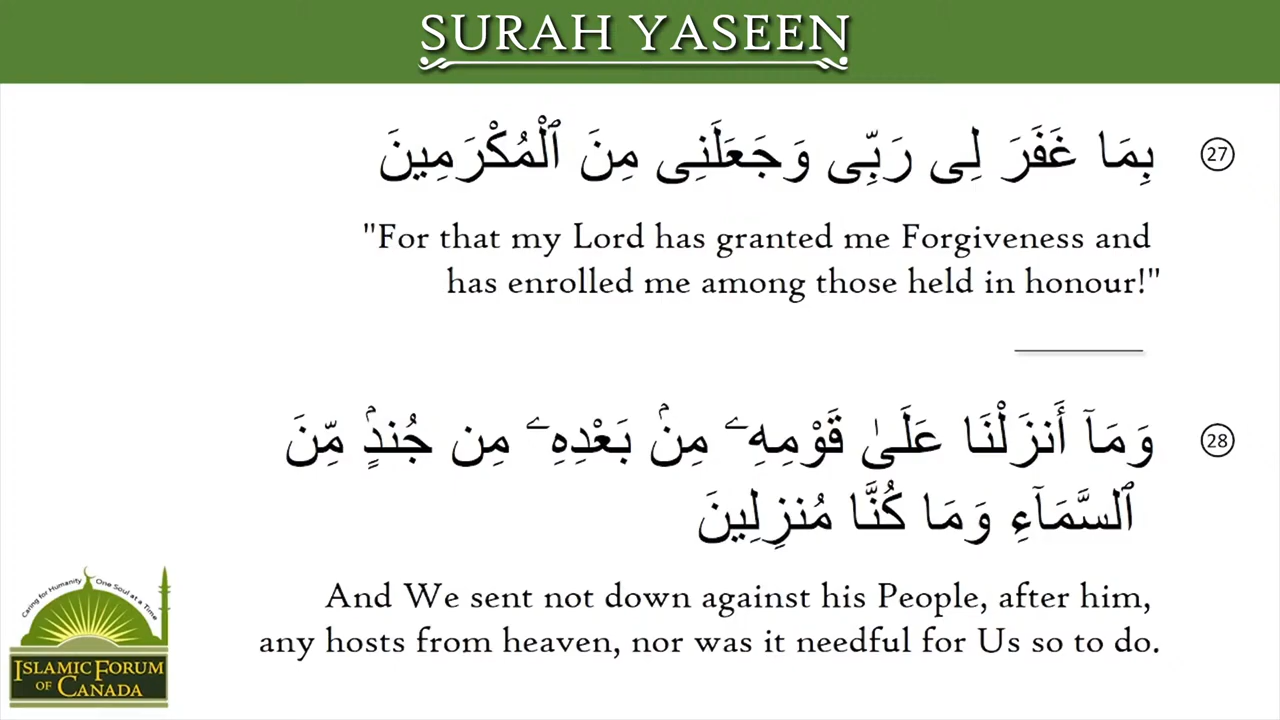 SURAH YASEEN
بِمَا غَفَرَ لِى رَبِّى وَجَعَلَنِى مِنَ ٱلْمُكْرَمِينَ
27
"For that my Lord has granted me Forgiveness and
has enrolled me among those held in honour!"
وَمَآ أَنزَلْنَا عَلَىٰ قَوْمِهِۦ مِنۢ بَعْدِهِۦ مِن جُندٍۢ مِّنَ
28
ٱلسَّمَآءِ وَمَا كُنَّا مُنزِلِينَ
And We sent not down against his People, after him,
any hosts from heaven, nor was it needful for Us so to do.
Caring for Humanity One Soul at a Time
ISLAMIC FORUM
OF CANADA